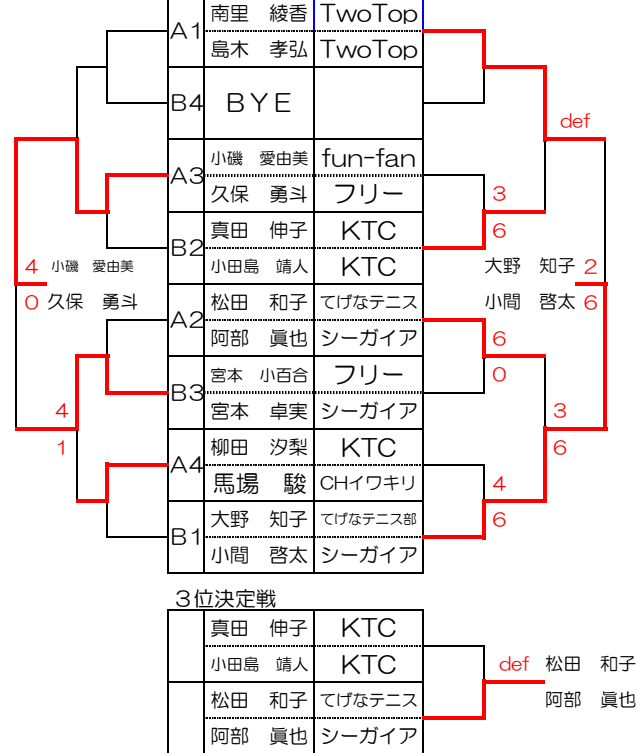 南里 綾香 TwoTop
A1
島木 孝弘 TwoTop
B4 BYE
def
小磯 愛由美 fun-fan
A3
久保 勇斗 フリー 3
真田 伸子 KTC 6
B2
4 小磯 愛由美 小田島 靖人 KTC 大野 知子 2
0 久保 勇斗 松田 和子 てげなテニス 小間 啓太 6
A2
阿部 眞也 シーガイア 6
宮本 小百合 フリー 0
B3
4 宮本 卓実 シーガイア 3
1 柳田 汐梨 KTC 6
A4
馬場 駿 CHイワキリ 4
大野 知子 てげなテニス部 6
B1
小間 啓太 シーガイア
3位決定戦
真田 伸子 KTC
小田島 靖人 KTC def 松田 和子
松田 和子 てげなテニス 阿部 眞也
阿部 眞也 シーガイア